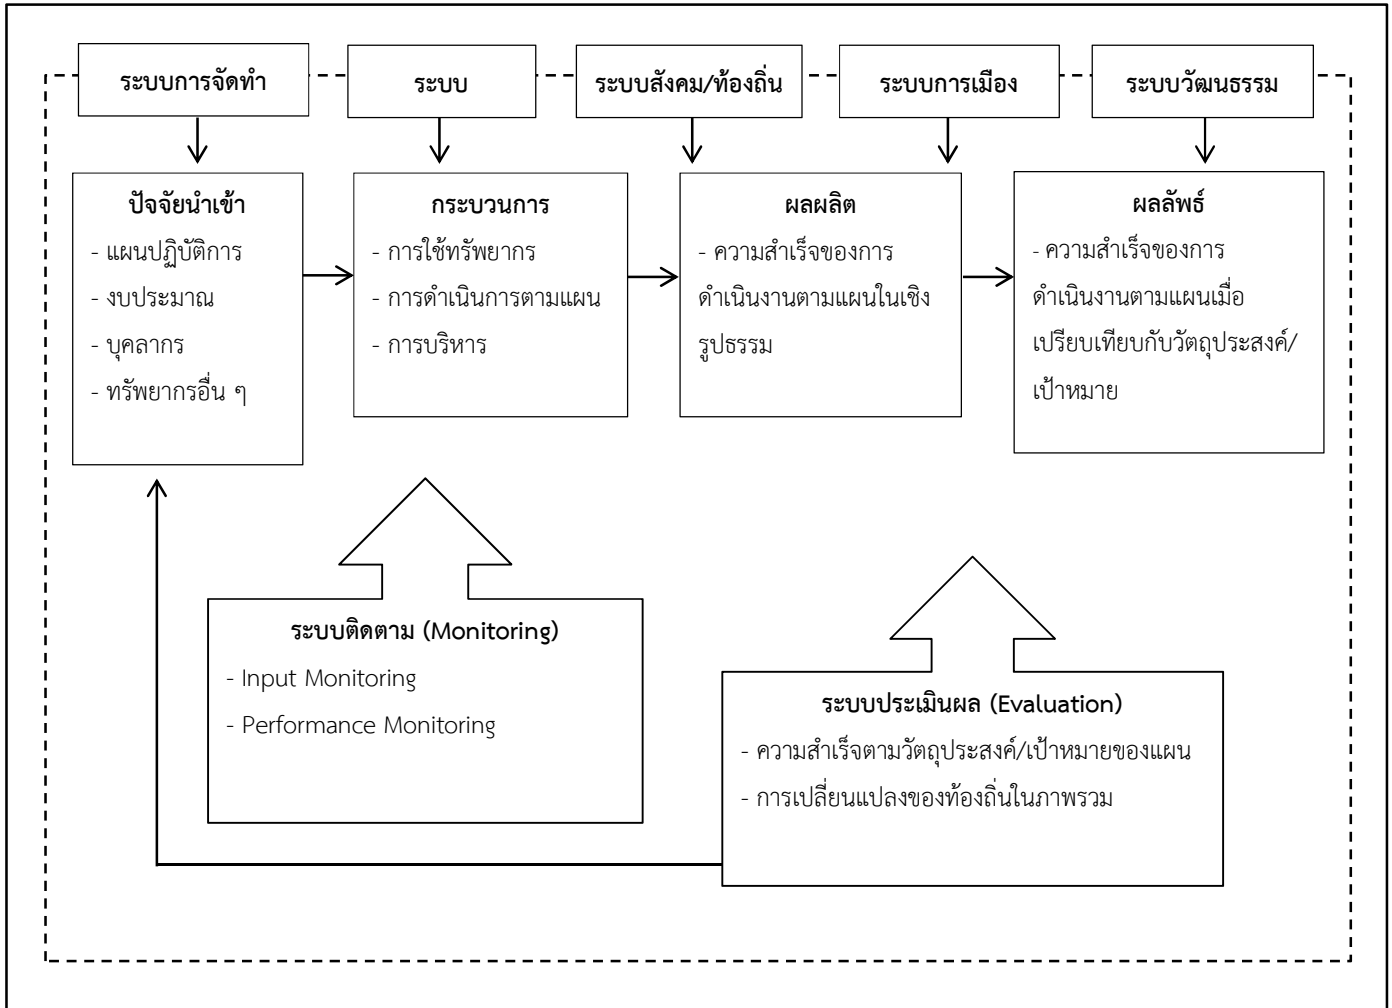 ระบบการจัดทำ
ระบบ
ระบบสังคม/ท้องถิ่น
ระบบการเมือง
ระบบวัฒนธรรม
ปัจจัยนำเข้า
- แผนปฏิบัติการ
- งบประมาณ
- บุคลากร
- ทรัพยากรอื่น ๆ
กระบวนการ
- การใช้ทรัพยากร
- การดำเนินการตามแผน
- การบริหาร
ผลผลิต
- ความสำเร็จของการ
ดำเนินงานตามแผนในเชิง
รูปธรรม
ผลลัพธ์
- ความสำเร็จของการ
ดำเนินงานตามแผนเมื่อ
เปรียบเทียบกับวัตถุประสงค์/
เป้าหมาย
ระบบติดตาม (Monitoring)
- Input Monitoring
- Performance Monitoring
ระบบประเมินผล (Evaluation)
- ความสำเร็จตามวัตถุประสงค์/เป้าหมายของแผน
- การเปลี่ยนแปลงของท้องถิ่นในภาพรวม